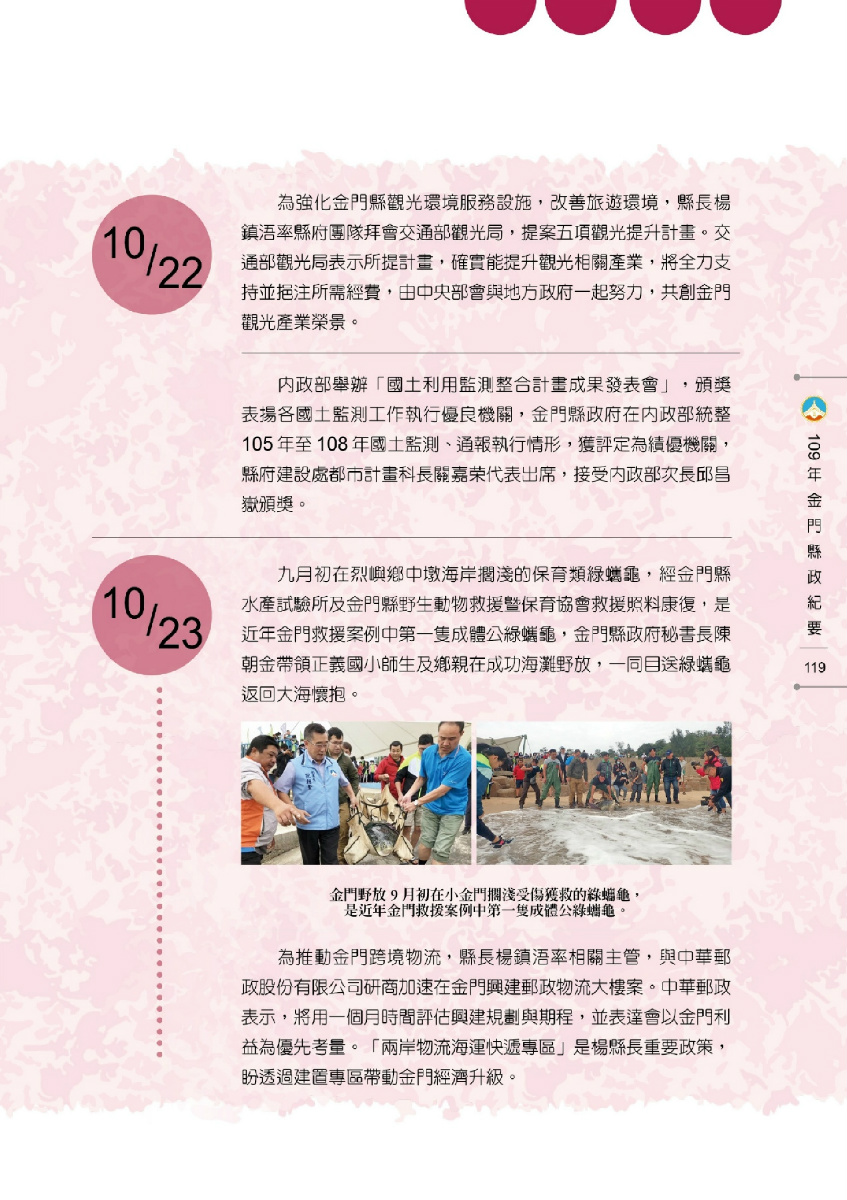 10/22
為強化金門縣觀光環境服務設施，改善旅遊環境，縣長楊
鎮浯率縣府團隊拜會交通部觀光局，提案五項觀光提升計畫。交
通部觀光局表示所提計畫，確實能提升觀光相關產業，將全力支
持並挹注所需經費，由中央部會與地方政府一起努力，共創金門
觀光產業榮景。
內政部舉辦「國土利用監測整合計畫成果發表會」，頒獎
表揚各國土監測工作執行優良機關，金門縣政府在內政部統整
105 年至 108 年國土監測、通報執行情形，獲評定為績優機關，
縣府建設處都市計畫科長關嘉荣代表出席，接受內政部次長邱昌
嶽頒獎。
10/23
九月初在烈嶼鄉中墩海岸擱淺的保育類綠蠵龜，經金門縣
水產試驗所及金門縣野生動物救援暨保育協會救援照料康復，是
近年金門救援案例中第一隻成體公綠蠵龜，金門縣政府秘書長陳
朝金帶領正義國小師生及鄉親在成功海灘野放，一同目送綠蠵龜
返回大海懷抱。
金門野放 9 月初在小金門擱淺受傷獲救的綠蠵龜，
是近年金門救援案例中第一隻成體公綠蠵龜。
為推動金門跨境物流，縣長楊鎮浯率相關主管，與中華郵
政股份有限公司研商加速在金門興建郵政物流大樓案。中華郵政
表示，將用一個月時間評估興建規劃與期程，並表達會以金門利
益為優先考量。「兩岸物流海運快遞專區」是楊縣長重要政策，
盼透過建置專區帶動金門經濟升級。
109年金門縣政紀要
119